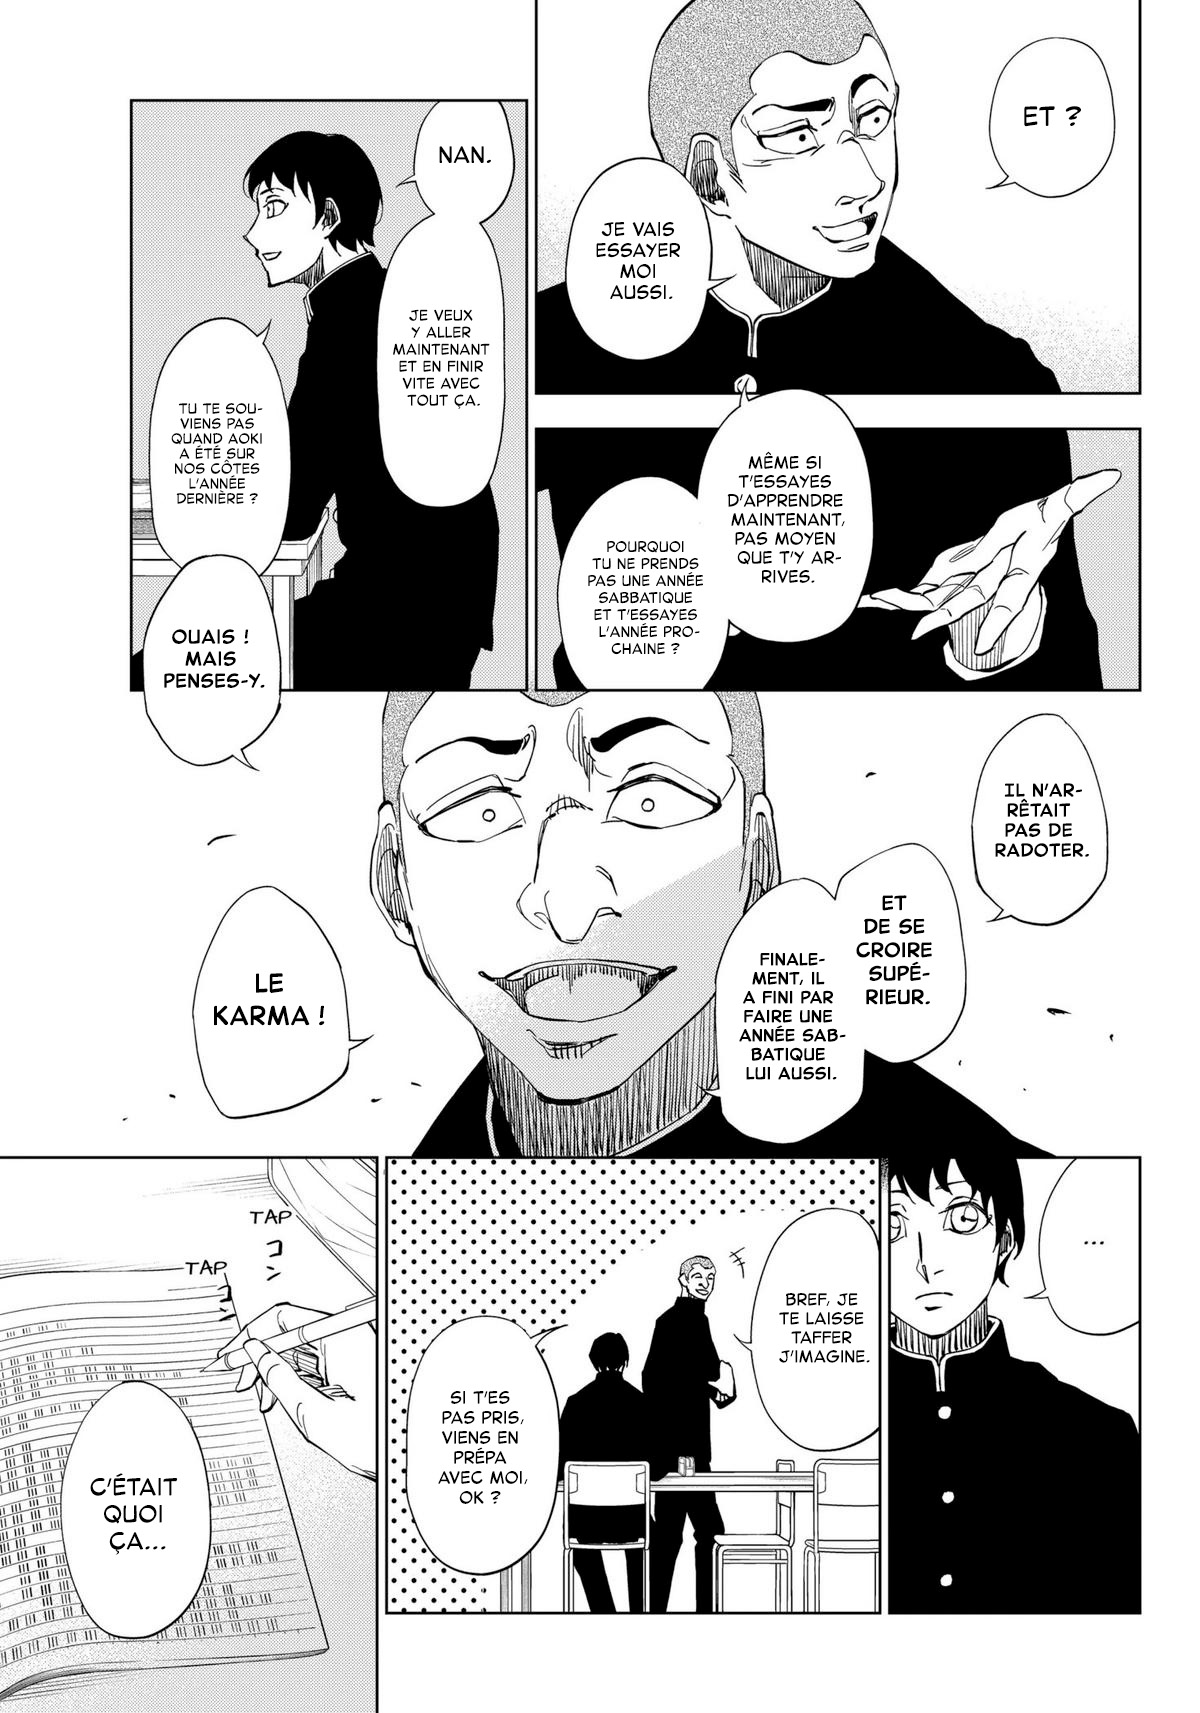 ET ?
JE VAIS
ESSAYER
MOI
AUSSI.
MÊME SI
T'ESSAYES
D'APPRENDRE
MAINTENANT,
PAS MOYEN
QUE T'Y AR-
RIVES.
POURQUOI
TU NE PRENDS
PAS UNE ANNÉE
SABBATIQUE
ET T'ESSAYES
L'ANNÉE PRO-
CHAINE ?
NAN.
JE VEUX
Y ALLER
MAINTENANT
ET EN FINIR
VITE AVEC
TOUT ÇA.
TU TE SOU-
VIENS PAS
QUAND AOKI
A ÉTÉ SUR
NOS CÔTES
L'ANNÉE
DERNIÈRE ?
OUAIS !
MAIS
PENSES-Y.
IL N'AR-
RÊTAIT
PAS DE
RADOTER.
ET
DE SE
CROIRE
SUPÉ-
RIEUR.
FINALE-
MENT, IL
A FINI PAR
FAIRE UNE
ANNÉE SAB-
BATIQUE
LUI AUSSI.
LE
KARMA !
...
BREF, JE
TE LAISSE
TAFFER
J'IMAGINE.
SI T'ES
PAS PRIS,
VIENS EN
PRÉPA
AVEC MOI,
OK ?
TAP
コン
TAP
C'ÉTAIT
QUOI
ÇA...